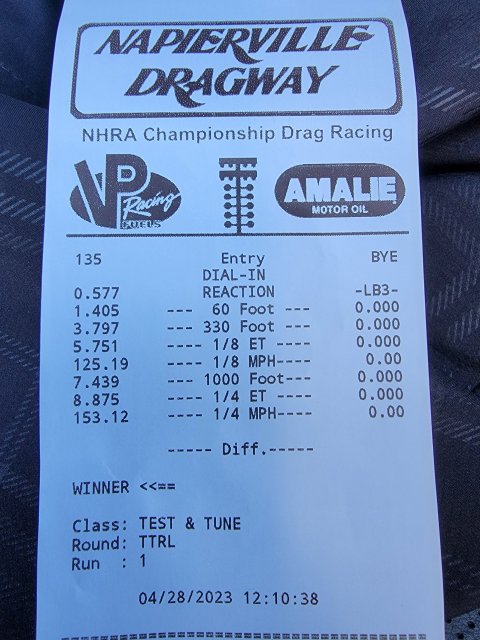 NAPIERVILLE
DRAGWAY
NHRA Championship Drag Racing
VP Racing FUELS
AMALIE
MOTOR OIL
135 Entry BYE
DIAL-IN
0.577 REACTION -LB3-
1.405 --- 60 Foot --- 0.000
3.797 --- 330 Foot --- 0.000
5.751 ---- 1/8 ET ---- 0.000
125.19 ---- 1/8 MPH---- 0.00
7.439 ---- 1000 Foot--- 0.000
8.875 ---- 1/4 ET ---- 0.000
153.12 ---- 1/4 MPH---- 0.00
----- Diff.-----
WINNER <<==
Class: TEST & TUNE
Round: TTRL
Run : 1
04/28/2023 12:10:38